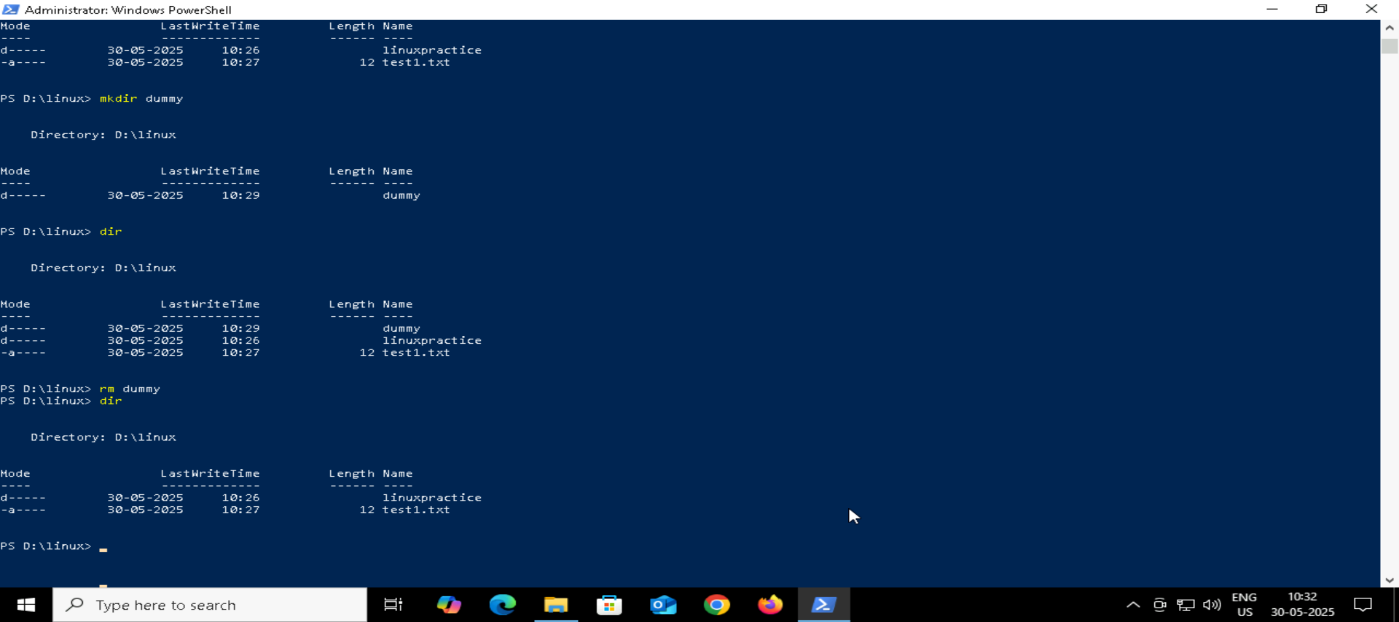 Administrator: Windows PowerShell
Mode                 LastWriteTime         Length Name
----                 -------------         ------ ----
d-----        30-05-2025     10:26                linuxpractice
-a----        30-05-2025     10:27             12 test1.txt
PS D:\linux> mkdir dummy
    Directory: D:\linux
Mode                 LastWriteTime         Length Name
----                 -------------         ------ ----
d-----        30-05-2025     10:29                dummy
PS D:\linux> dir
    Directory: D:\linux
Mode                 LastWriteTime         Length Name
----                 -------------         ------ ----
d-----        30-05-2025     10:29                dummy
d-----        30-05-2025     10:26                linuxpractice
-a----        30-05-2025     10:27             12 test1.txt
PS D:\linux> rm dummy
PS D:\linux> dir
    Directory: D:\linux
Mode                 LastWriteTime         Length Name
----                 -------------         ------ ----
d-----        30-05-2025     10:26                linuxpractice
-a----        30-05-2025     10:27             12 test1.txt
PS D:\linux>
Type here to search
ENG
US
10:32
30-05-2025